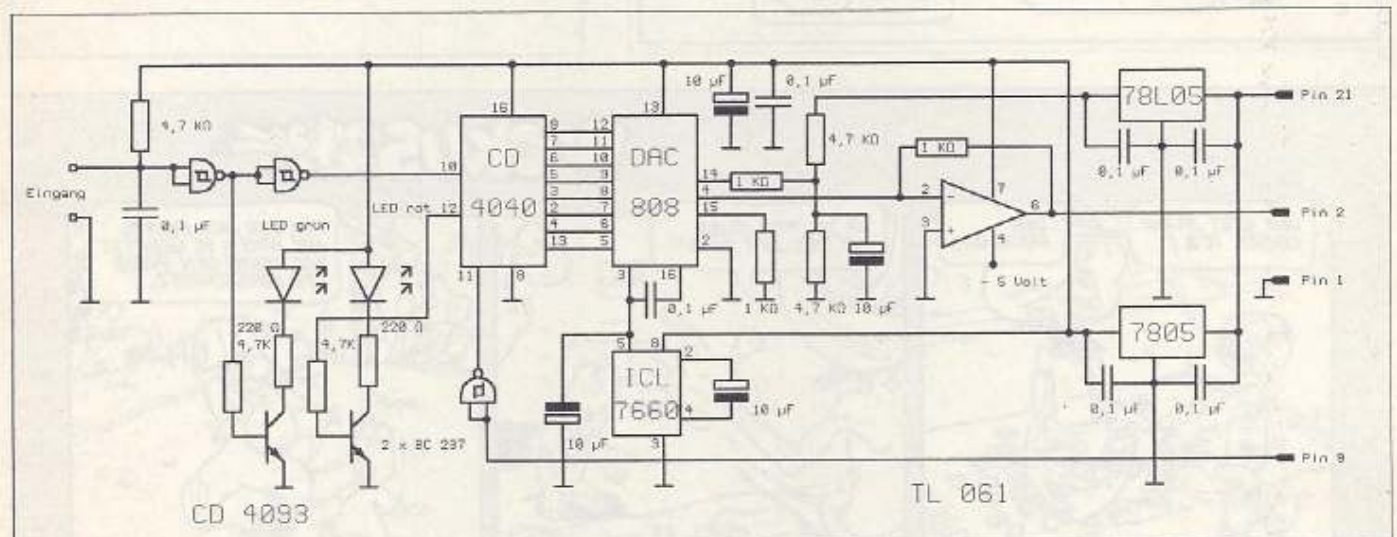 10 µF
0,1 µF
78L05
Pin 21
16
13
4,7 KΩ
9
7
6
5
3
2
4
13
12
11
10
9
8
7
6
5
CD
4040
DAC
808
10
12
11
8
14
4
15
2
3
16
4,7 KΩ
1 KΩ
1 KΩ
0,1 µF
0,1 µF
2
3
7
6
4
-
+
Pin 2
Eingang
0,1 µF
LED grün
LED rot
- 5 Volt
Pin 1
0,1 µF
1 KΩ
4,7 KΩ
10 µF
7805
220 Ω
4,7K
220 Ω
4,7K
5
8
2
4
3
ICL
7660
10 µF
10 µF
0,1 µF
0,1 µF
2 x BC 237
Pin 9
CD 4093
TL 061